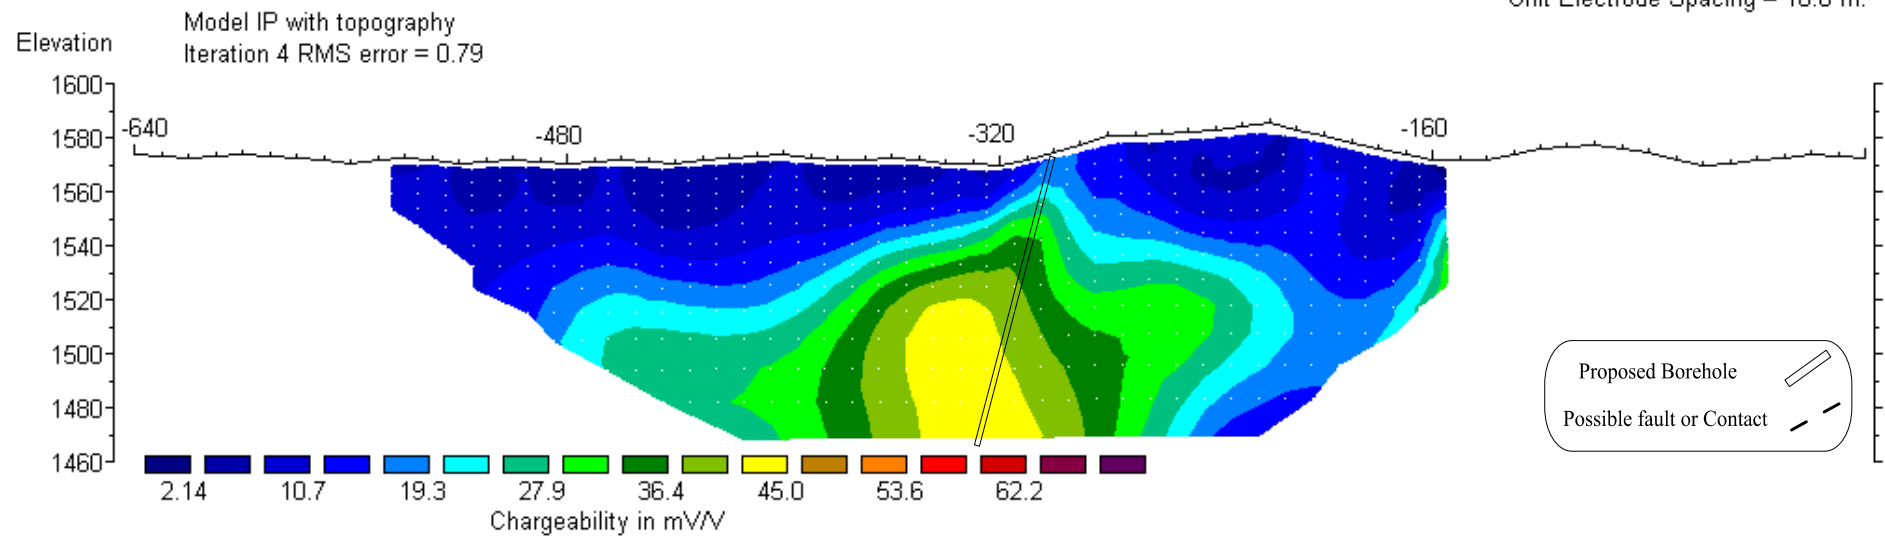 Model IP with topography
Iteration 4 RMS error = 0.79
Elevation
1600
1580
1560
1540
1520
1500
1480
1460
-640
-480
-320
-160
Proposed Borehole
Possible fault or Contact
2.14 10.7 19.3 27.9 36.4 45.0 53.6 62.2
Chargeability in mV/V